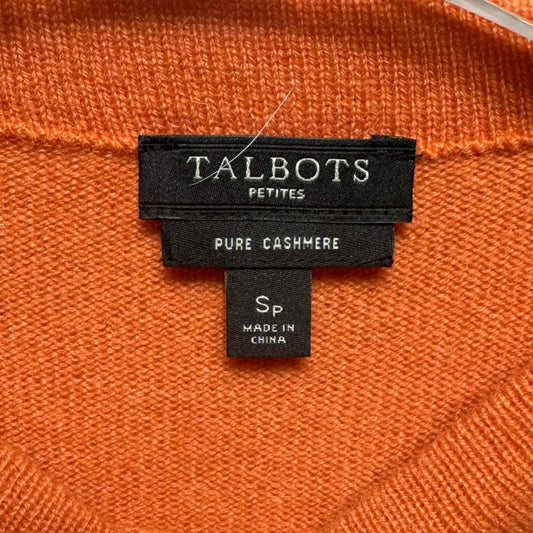 TALBOTS
PETITES
PURE CASHMERE
SP
MADE IN
CHINA